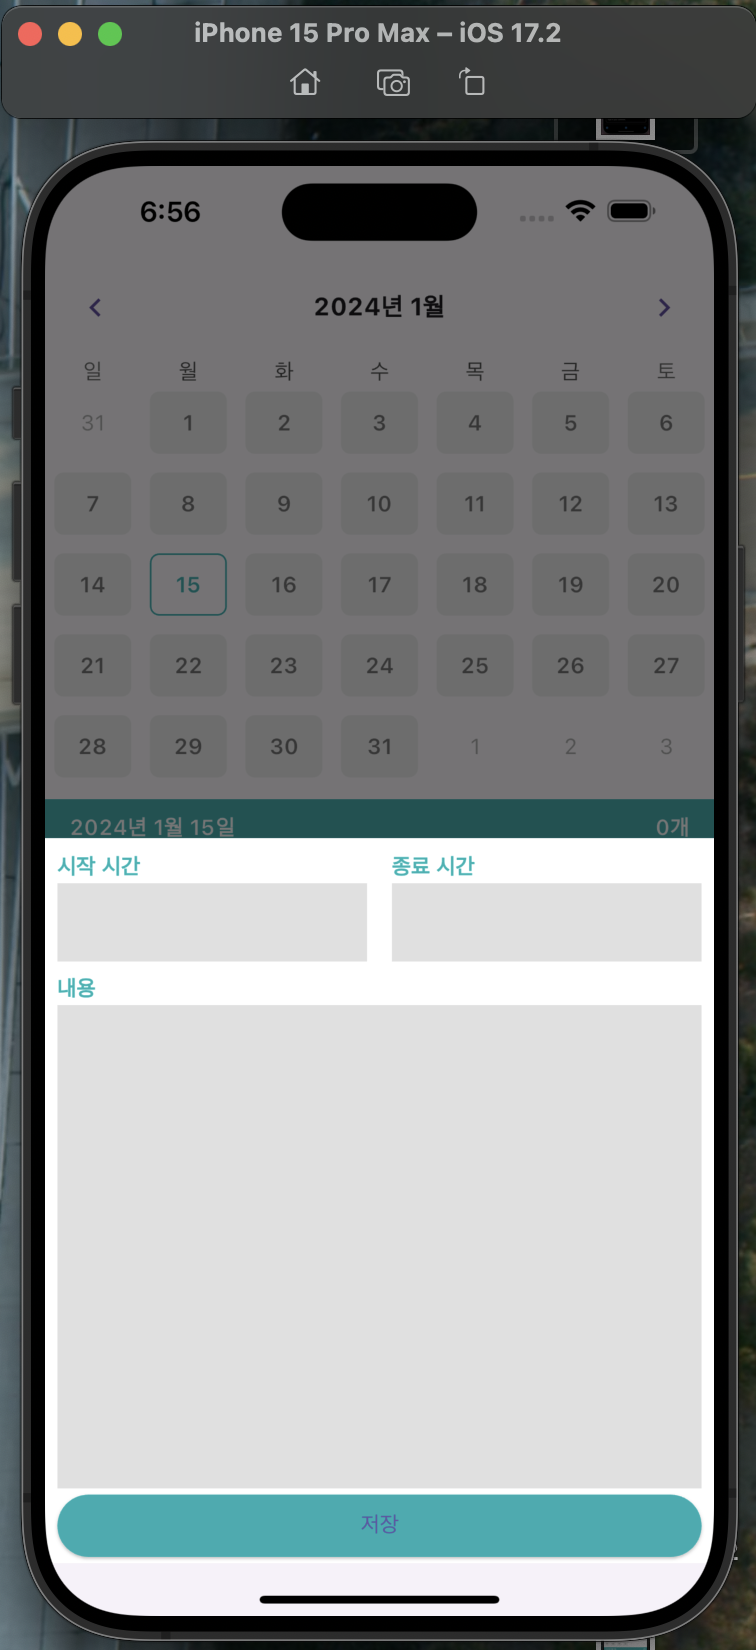 iPhone 15 Pro Max – iOS 17.2
6:56
2024년 1월
일 월 화 수 목 금 토
31 1 2 3 4 5 6
7 8 9 10 11 12 13
14 15 16 17 18 19 20
21 22 23 24 25 26 27
28 29 30 31 1 2 3
2024년 1월 15일 0개
시작 시간 종료 시간
내용
저장